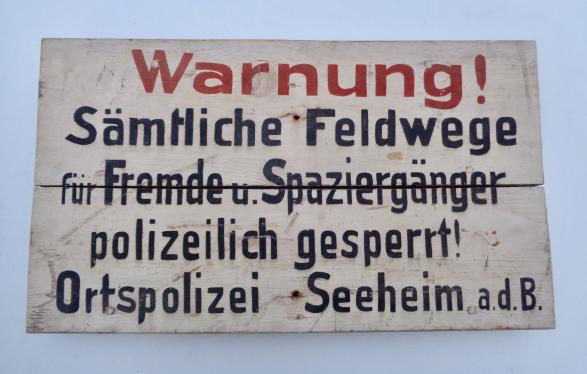 Warnung!
Sämtliche Feldwege
für Fremde u. Spaziergänger
polizeilich gesperrt!
Ortspolizei Seeheim a.d.B.